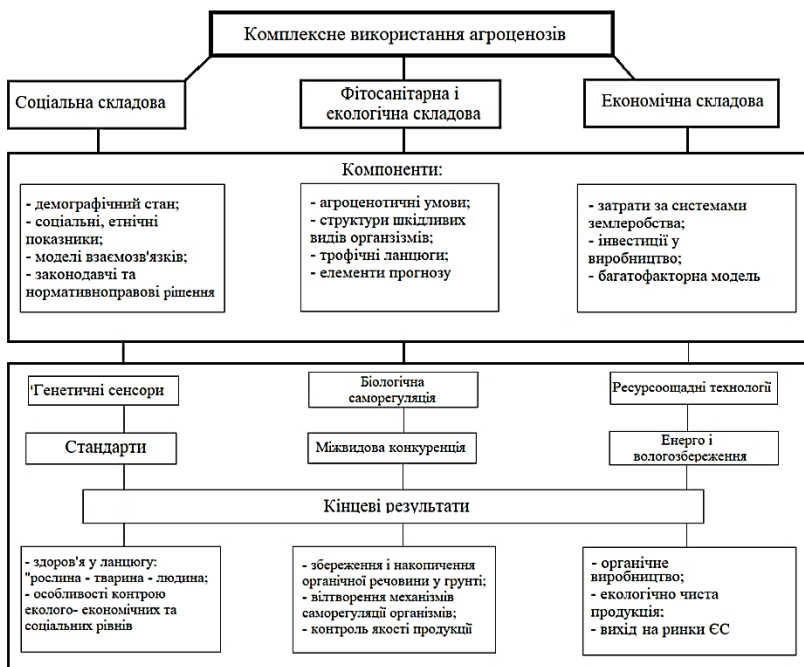 Комплексне використання агроценозів
Соціальна складова
Фітосанітарна і
екологічна складова
Економічна складова
Компоненти:
- демографічний стан;
- соціальні, етнічні
показники;
- моделі взаємозв'язків;
- законодавчі та
нормативноправові рішення
- агроценотичні умови;
- структури шкідливих
видів органзізмів;
- трофічні ланцюги;
- елементи прогнозу
- затрати за системами
землеробства;
- інвестиції у
виробництво;
- багатофакторна модель
'Генетичні сенсори
Біологічна
саморегуляція
Ресурсоощадні технології
Стандарти
Міжвидова конкуренція
Енерго і
вологозбереження
Кінцеві результати
- здоров'я у ланцюгу:
"рослина - тварина - людина;
- особливості контрою
еколого- економічних та
соціальних рівнів
- збереження і накопичення
органічної речовини у грунті;
- вілтворення механізмів
саморегуляції організмів;
- контроль якості продукції
- органічне
виробництво;
- екологічно чиста
продукція;
- вихід на ринки ЄС